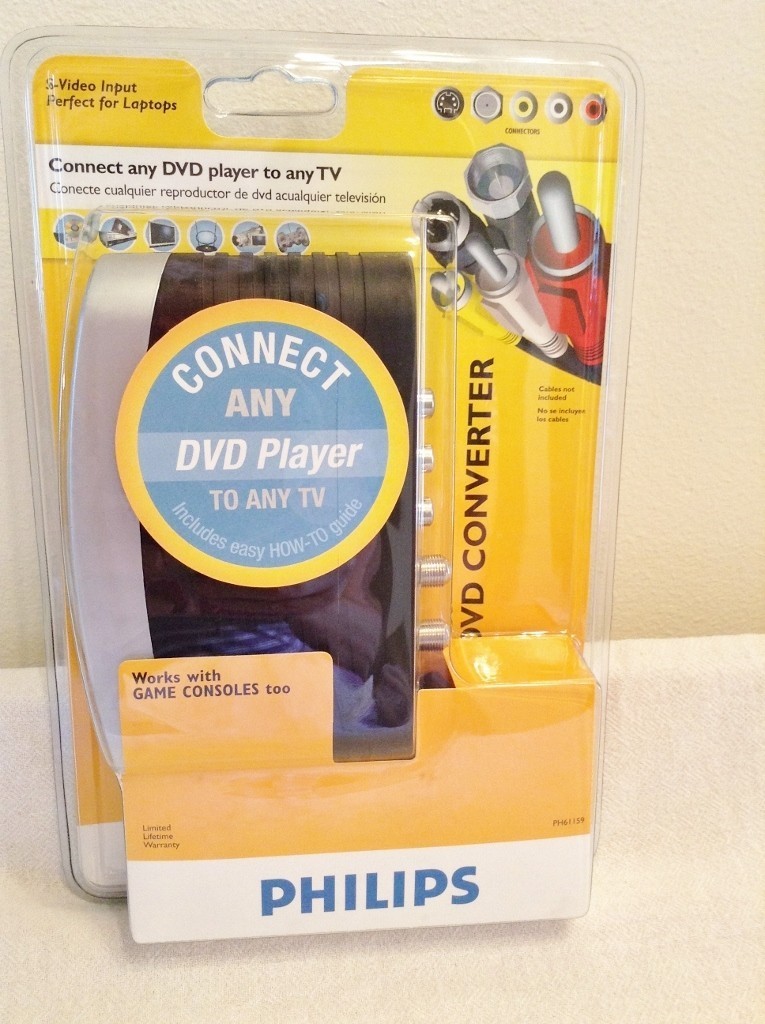 S-Video Input
Perfect for Laptops
CONNECTORS
Connect any DVD player to any TV
Conecte cualquier reproductor de dvd acualquier televisión
CONNECT
ANY
DVD Player
TO ANY TV
Includes easy HOW-TO guide
Cables not
included
No se incluyen
los cables
DVD CONVERTER
Works with
GAME CONSOLES too
Limited
Lifetime
Warranty
PH61159
PHILIPS